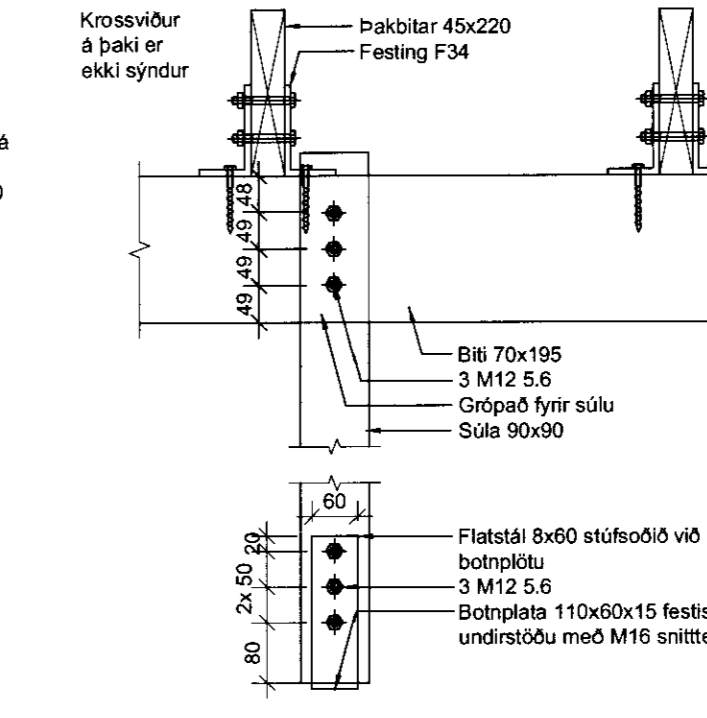 Krossviður
á þaki er
ekki sýndur
Þakbitar 45x220
Festing F34
á
48
49
49
49
Biti 70x195
3 M12 5.6
Grópað fyrir súlu
Súla 90x90
60
20
2x 50
80
Flatstál 8x60 stúfsoðið við
botnplötu
3 M12 5.6
Botnplata 110x60x15 festis
undirstöðu með M16 snittte